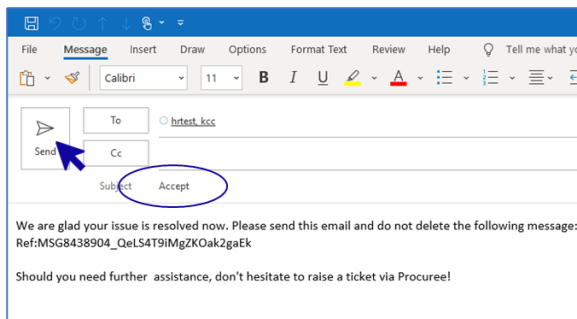 File Message Insert Draw Options Format Text Review Help Tell me what yo
Calibri 11 B I U A
To hrtest, kcc
Send
Cc
Subject Accept
We are glad your issue is resolved now. Please send this email and do not delete the following message:
Ref:MSG8438904_QeLS4T9iMgZKOak2gaEk
Should you need further assistance, don't hesitate to raise a ticket via Procuree!